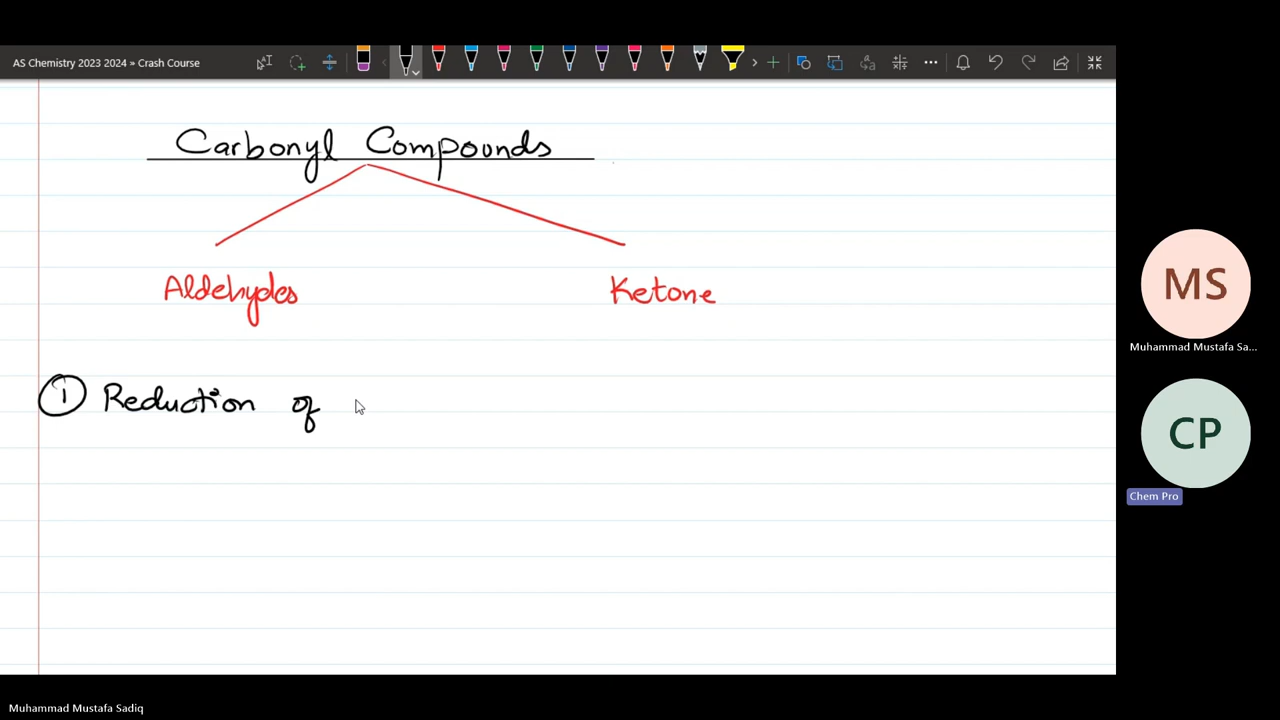 AS Chemistry 2023 2024 » Crash Course
Carbonyl Compounds
Aldehydes Ketone
① Reduction of
MS
Muhammad Mustafa Sa...
CP
Chem Pro
Muhammad Mustafa Sadiq